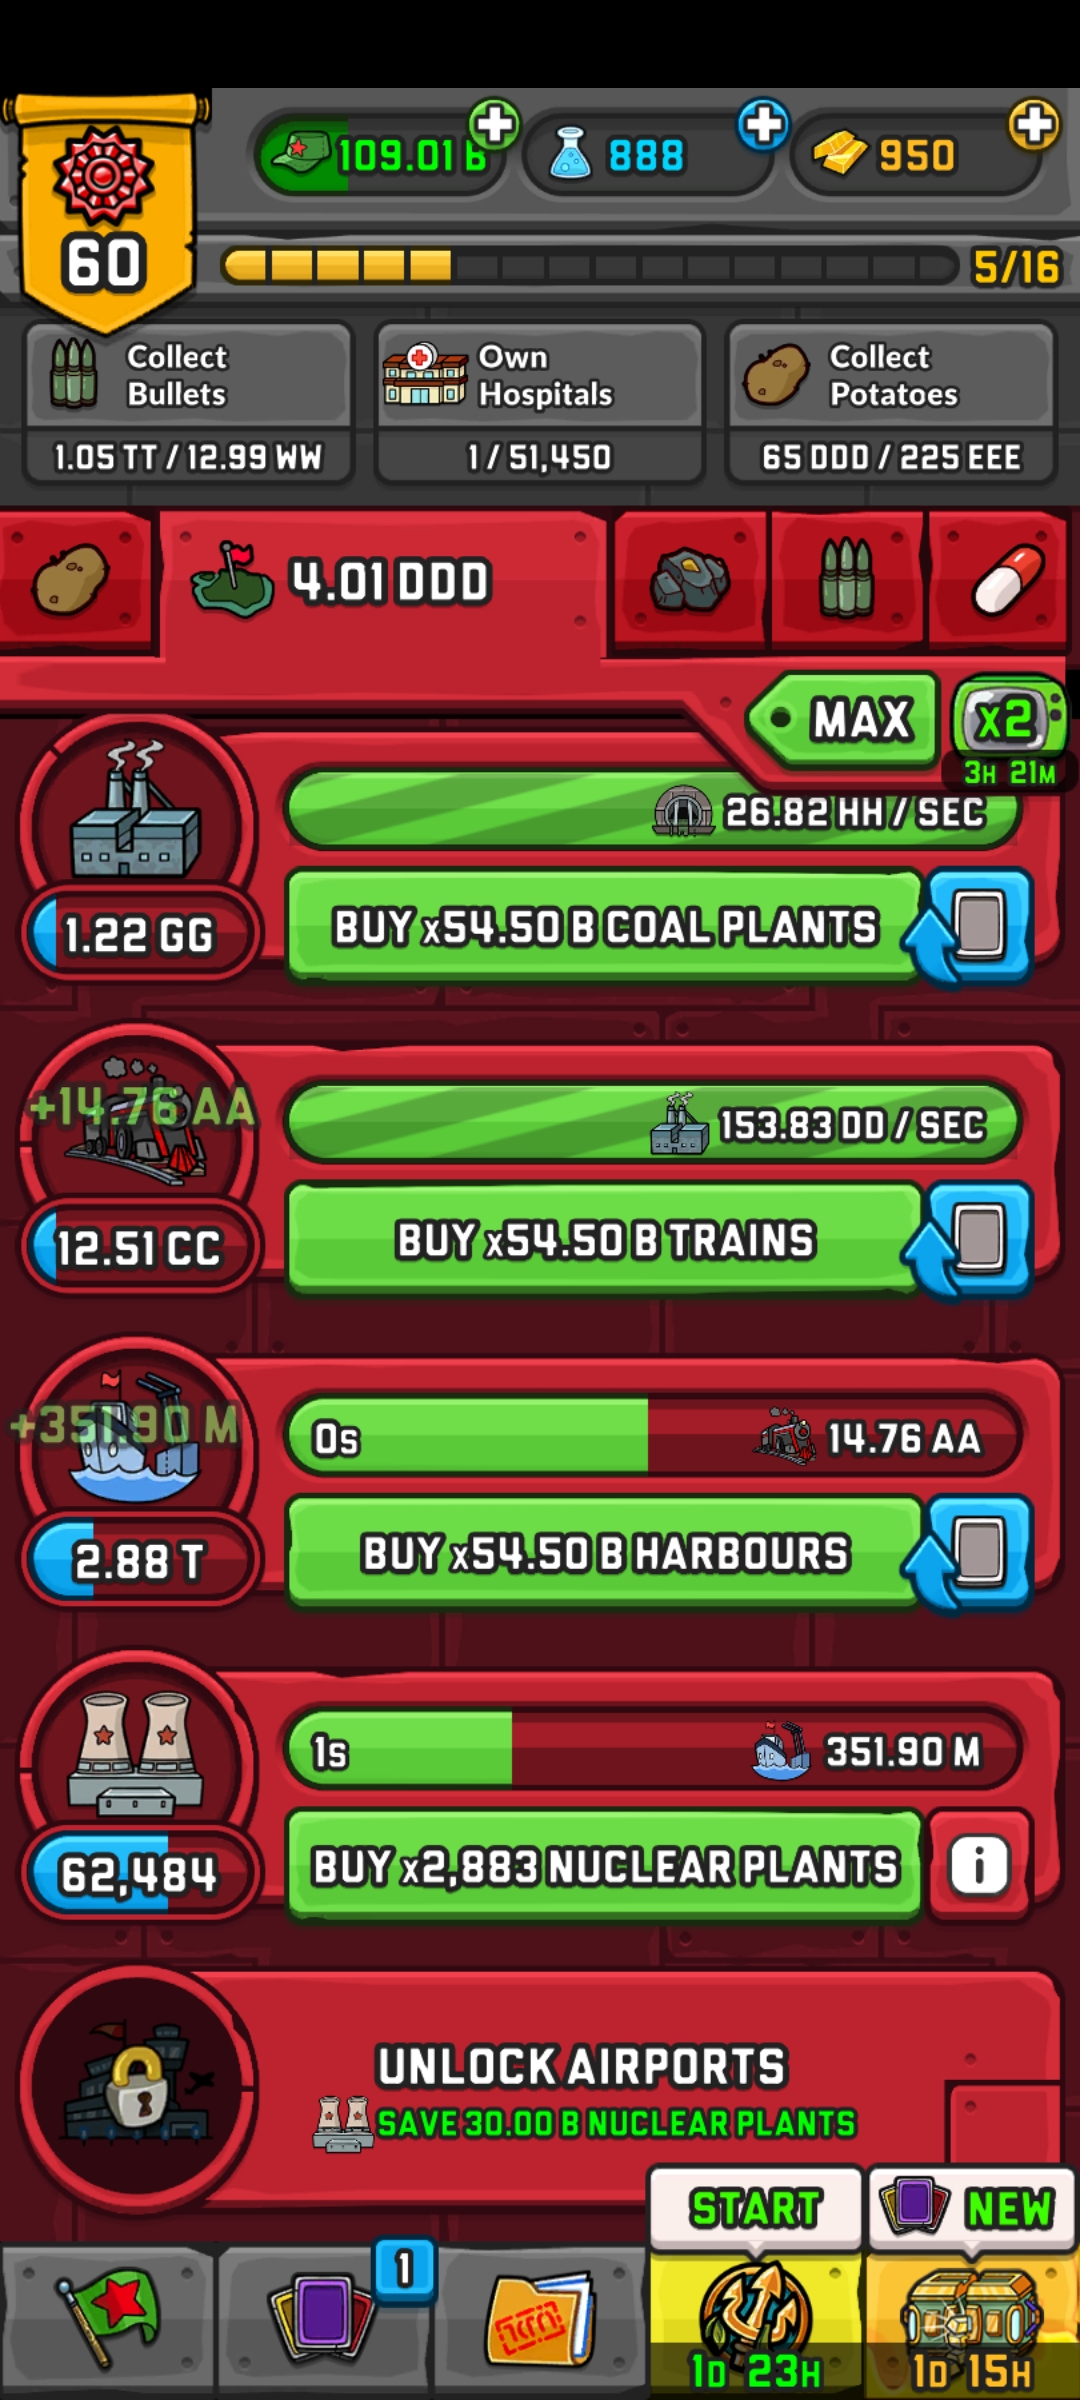 109.01 B
888
950
60
5/16
Collect
Bullets
1.05 TT / 12.99 WW
Own
Hospitals
1 / 51,450
Collect
Potatoes
65 DDD / 225 EEE
4.01 DDD
MAX
x2
3H 21M
26.82 HH / SEC
1.22 GG
BUY x54.50 B COAL PLANTS
+14.76 AA
153.83 DD / SEC
12.51 CC
BUY x54.50 B TRAINS
+351.90 M
0s
14.76 AA
2.88 T
BUY x54.50 B HARBOURS
1s
351.90 M
62,484
BUY x2,883 NUCLEAR PLANTS
i
UNLOCK AIRPORTS
SAVE 30.00 B NUCLEAR PLANTS
START
NEW
1
1D 23H
1D 15H